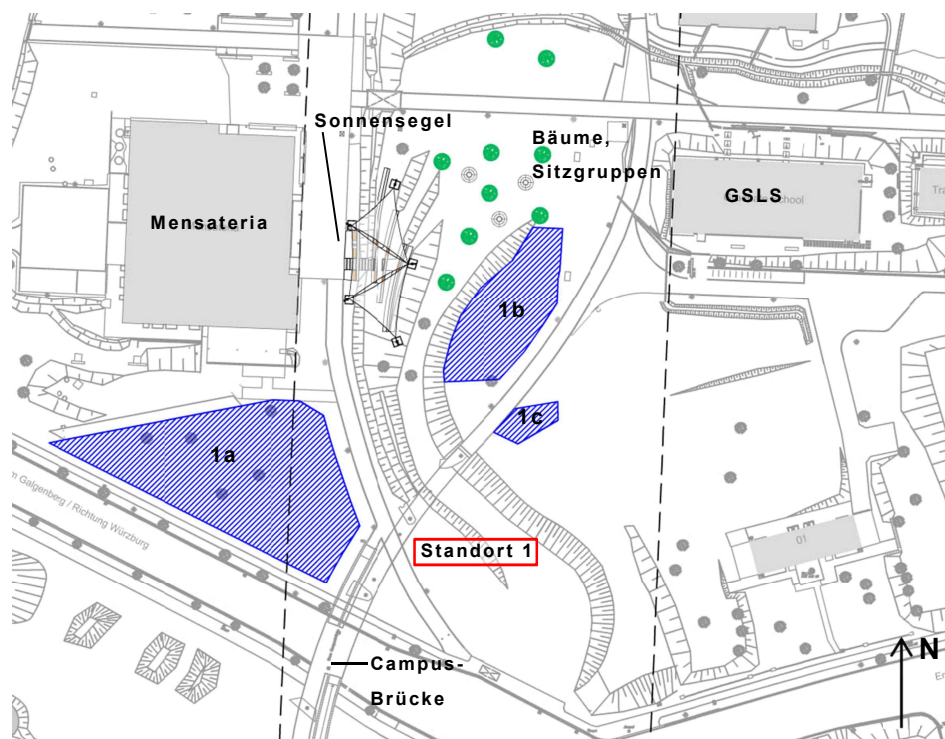 Sonnensegel
Bäume,
Sitzgruppen
Mensateria
GSLS
1b
1c
1a
m Galgenberg / Richtung Würzburg
01
Standort 1
N
Campus-
Brücke